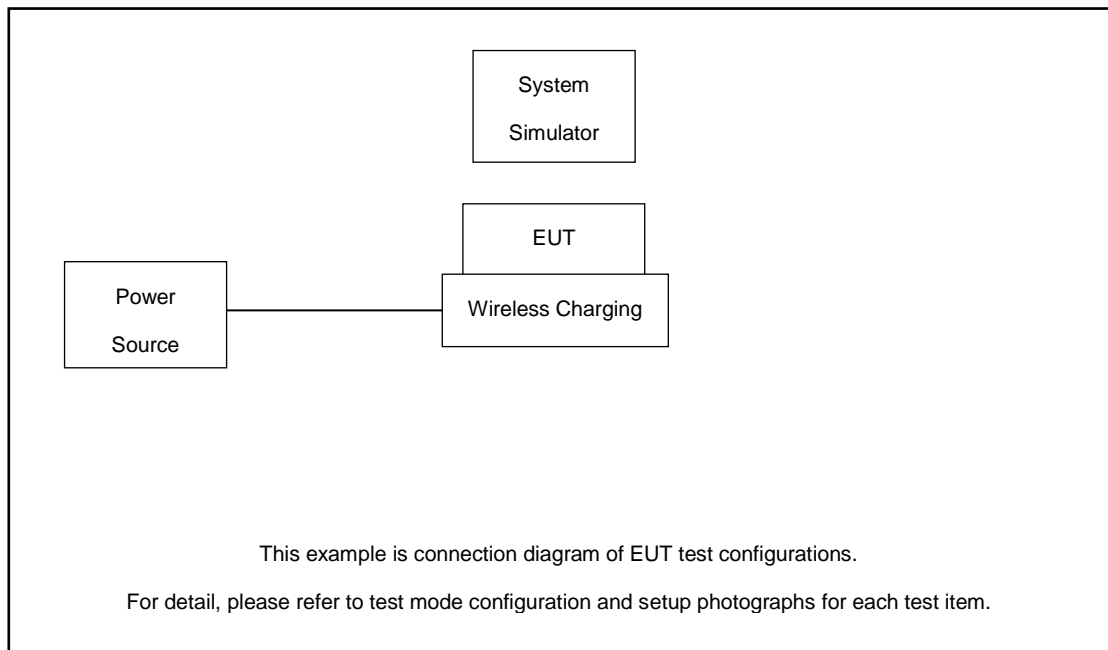 System
Simulator
EUT
Wireless Charging
Power
Source
This example is connection diagram of EUT test configurations.
For detail, please refer to test mode configuration and setup photographs for each test item.